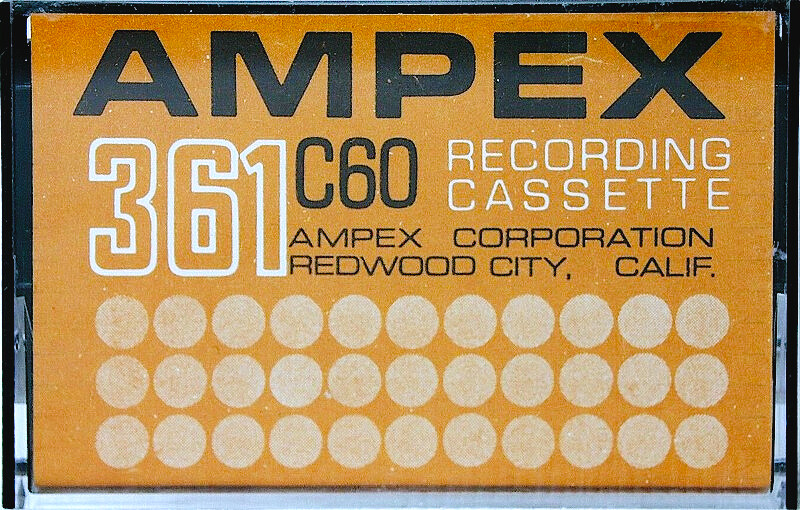 AMPEX
361 C60 RECORDING
CASSETTE
AMPEX CORPORATION
REDWOOD CITY, CALIF.